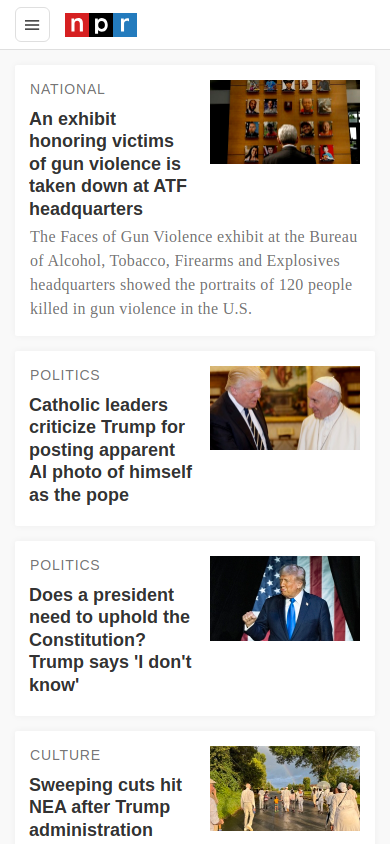 npr
NATIONAL
An exhibit
honoring victims
of gun violence is
taken down at ATF
headquarters
The Faces of Gun Violence exhibit at the Bureau
of Alcohol, Tobacco, Firearms and Explosives
headquarters showed the portraits of 120 people
killed in gun violence in the U.S.
POLITICS
Catholic leaders
criticize Trump for
posting apparent
AI photo of himself
as the pope
POLITICS
Does a president
need to uphold the
Constitution?
Trump says 'I don't
know'
CULTURE
Sweeping cuts hit
NEA after Trump
administration